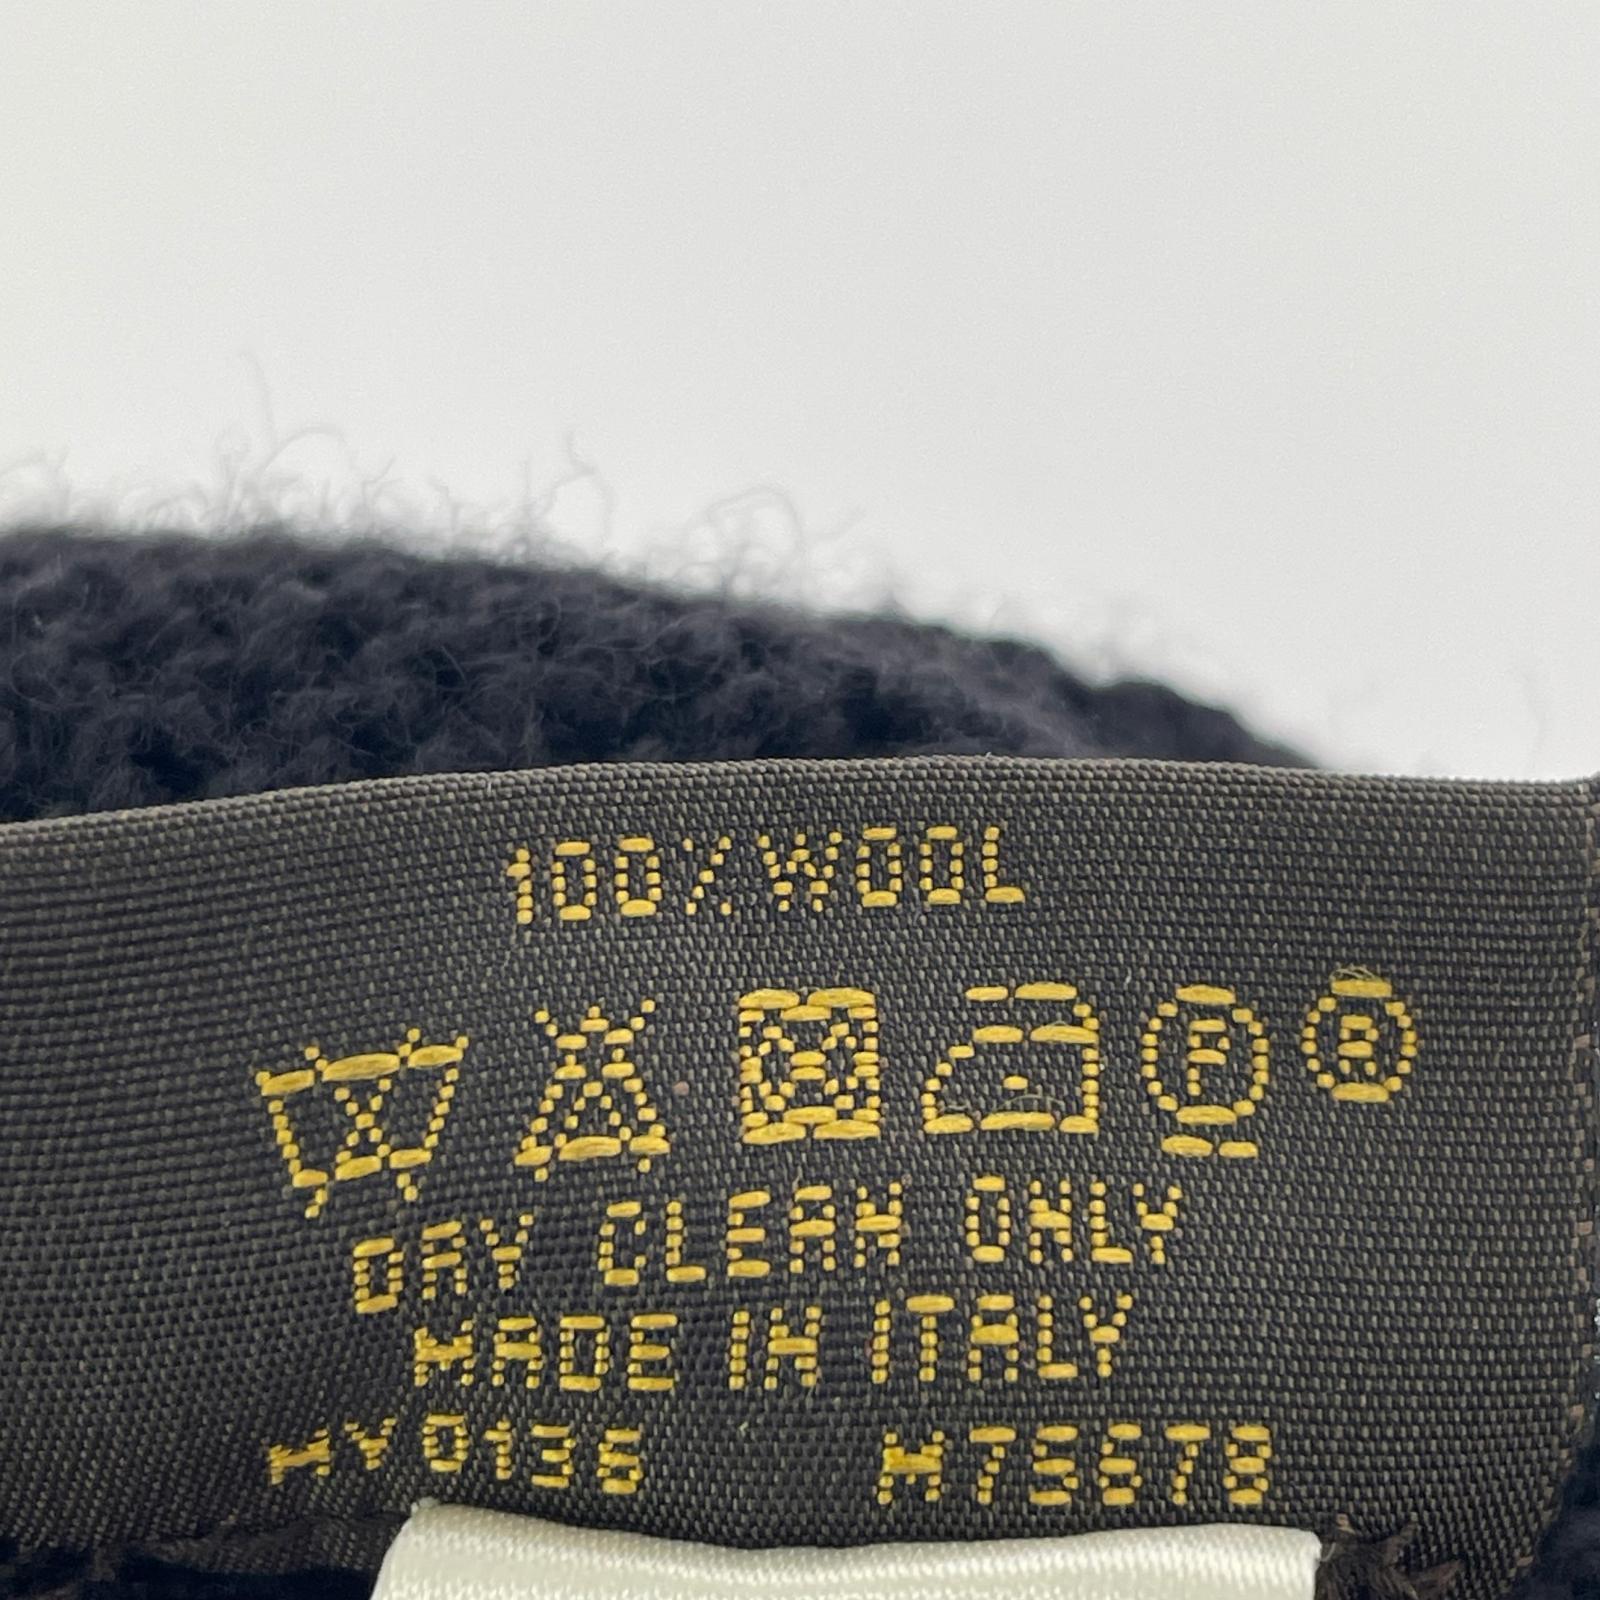 100% WOOL
F R
DRY CLEAN ONLY
MADE IN ITALY
MY0136 M75678